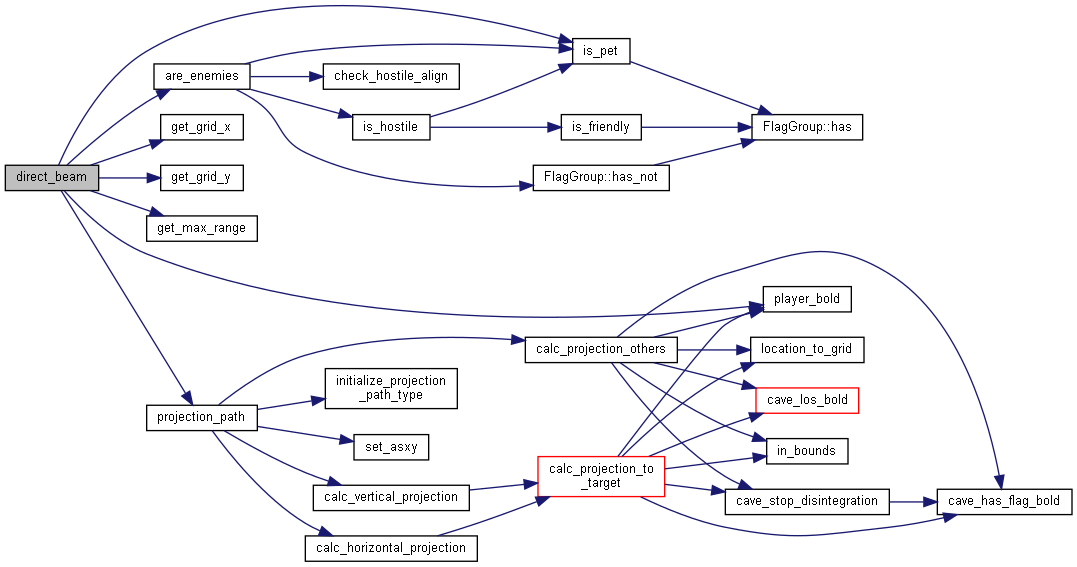 direct_beam
are_enemies
get_grid_x
get_grid_y
get_max_range
projection_path
check_hostile_align
is_hostile
is_pet
is_friendly
FlagGroup::has_not
FlagGroup::has
calc_projection_others
initialize_projection
_path_type
set_asxy
calc_vertical_projection
calc_horizontal_projection
calc_projection_to
_target
player_bold
location_to_grid
cave_los_bold
in_bounds
cave_stop_disintegration
cave_has_flag_bold